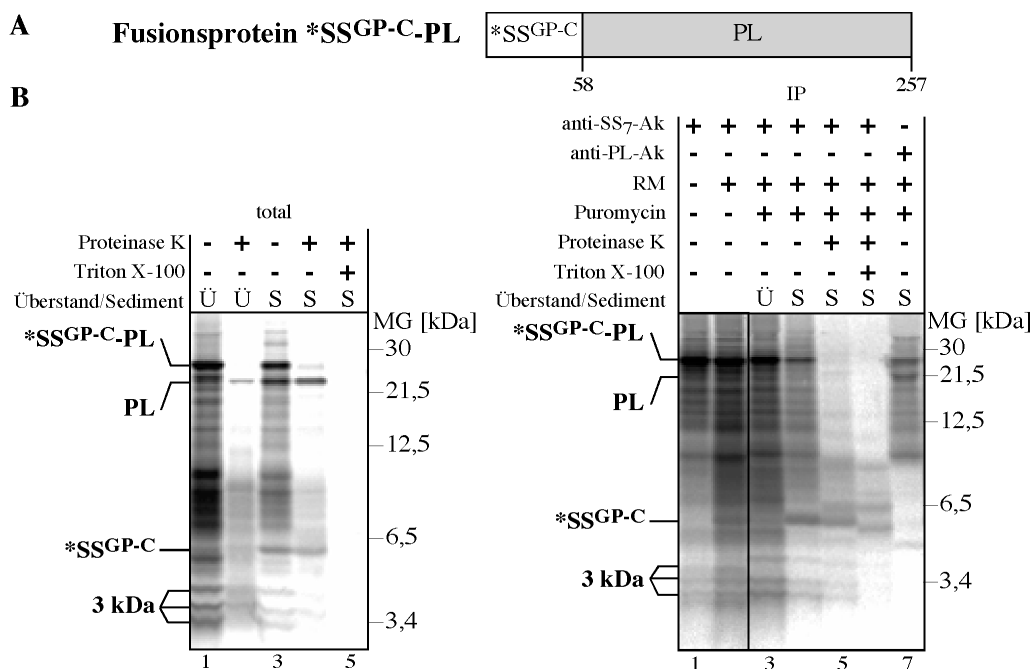 A
Fusionsprotein *SSGP-C-PL
*SSGP-C PL
58 257
B
IP
anti-SS7-Ak + + + + + + -
anti-PL-Ak - - - - - - +
RM - + + + + + +
Puromycin + + + + +
Proteinase K - - - - + + -
Triton X-100 - - - - - + -
Überstand/Sediment Ü S S S S
MG [kDa]
*SSGP-C-PL
30
PL
21,5
12,5
6,5
*SSGP-C
3 kDa
3,4
1 3 5 7
total
Proteinase K - + - + +
Triton X-100 - - - - +
Überstand/Sediment Ü Ü S S S
MG [kDa]
*SSGP-C-PL
30
PL
21,5
12,5
6,5
*SSGP-C
3 kDa
3,4
1 3 5